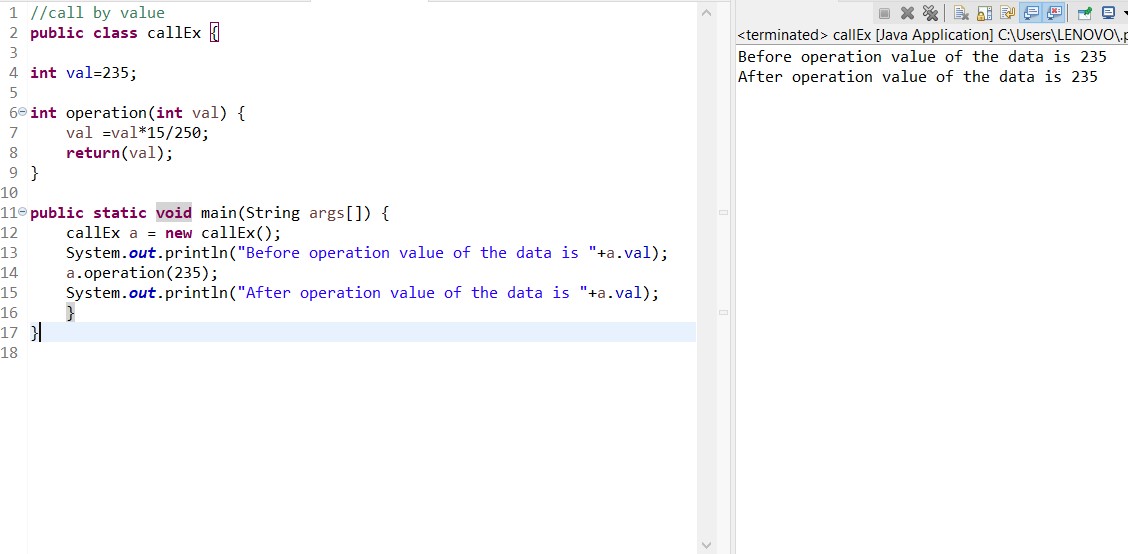 1 //call by value
2 public class callEx {
3
4 int val=235;
5
6 int operation(int val) {
7 val =val*15/250;
8 return(val);
9 }
10
11 public static void main(String args[]) {
12 callEx a = new callEx();
13 System.out.println("Before operation value of the data is "+a.val);
14 a.operation(235);
15 System.out.println("After operation value of the data is "+a.val);
16 }
17 }
18
<terminated> callEx [Java Application] C:\Users\LENOVO\.p
Before operation value of the data is 235
After operation value of the data is 235